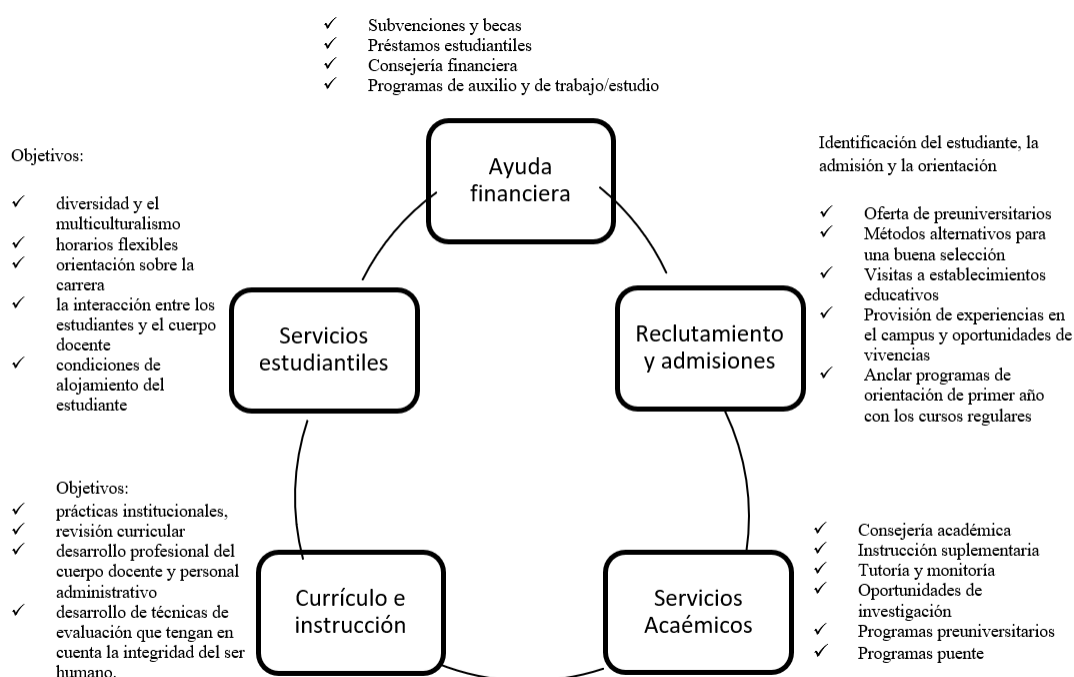 Subvenciones y becas
Préstamos estudiantiles
Consejería financiera
Programas de auxilio y de trabajo/estudio
Ayuda
financiera
Objetivos:
diversidad y el
multiculturalismo
horarios flexibles
orientación sobre la
carrera
la interacción entre los
estudiantes y el cuerpo
docente
condiciones de
alojamiento del
estudiante
Servicios
estudiantiles
Identificación del estudiante, la
admisión y la orientación
Oferta de preuniversitarios
Métodos alternativos para
una buena selección
Visitas a establecimientos
educativos
Provisión de experiencias en
el campus y oportunidades de
vivencias
Anclar programas de
orientación de primer año
con los cursos regulares
Reclutamiento
y admisiones
Objetivos:
prácticas institucionales,
revisión curricular
desarrollo profesional del
cuerpo docente y personal
administrativo
desarrollo de técnicas de
evaluación que tengan en
cuenta la integridad del ser
humano.
Currículo e
instrucción
Servicios
Acaémicos
Consejería académica
Instrucción suplementaria
Tutoría y monitoría
Oportunidades de
investigación
Programas preuniversitarios
Programas puente